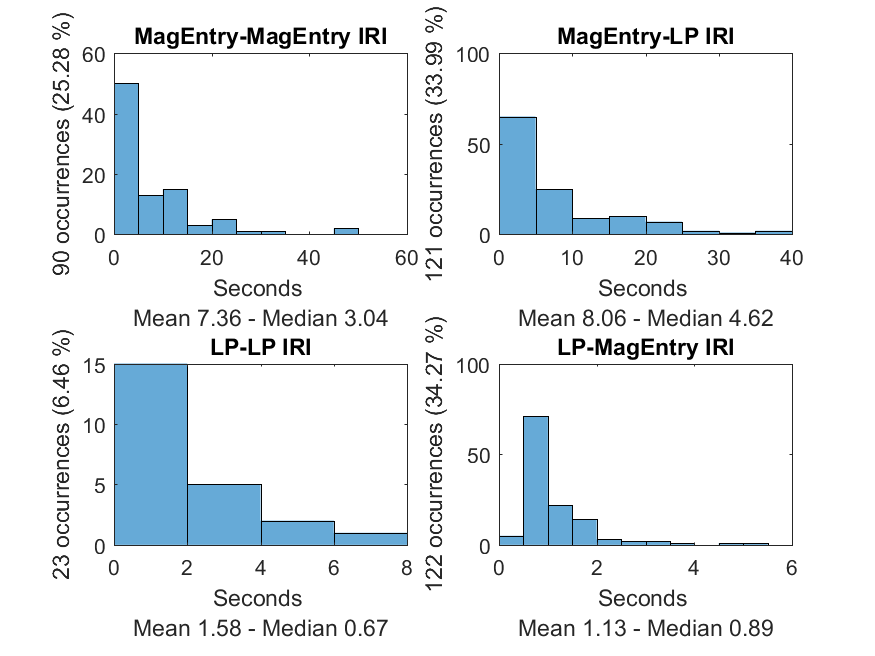 MagEntry-MagEntry IRI
90 occurrences (25.28 %)
60
40
20
0
0 20 40 60
Seconds
Mean 7.36 - Median 3.04
MagEntry-LP IRI
121 occurrences (33.99 %)
100
50
0
0 10 20 30 40
Seconds
Mean 8.06 - Median 4.62
LP-LP IRI
23 occurrences (6.46 %)
15
10
5
0
0 2 4 6 8
Seconds
Mean 1.58 - Median 0.67
LP-MagEntry IRI
122 occurrences (34.27 %)
100
50
0
0 2 4 6
Seconds
Mean 1.13 - Median 0.89